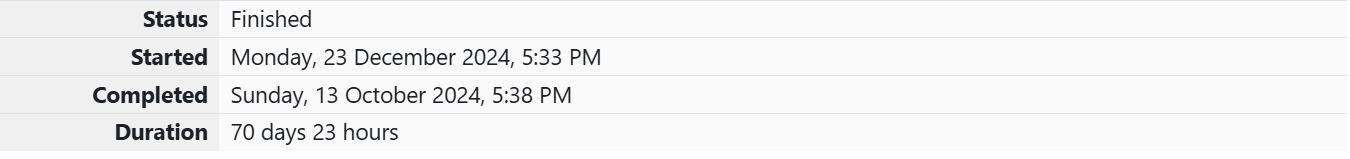 Status Finished
Started Monday, 23 December 2024, 5:33 PM
Completed Sunday, 13 October 2024, 5:38 PM
Duration 70 days 23 hours